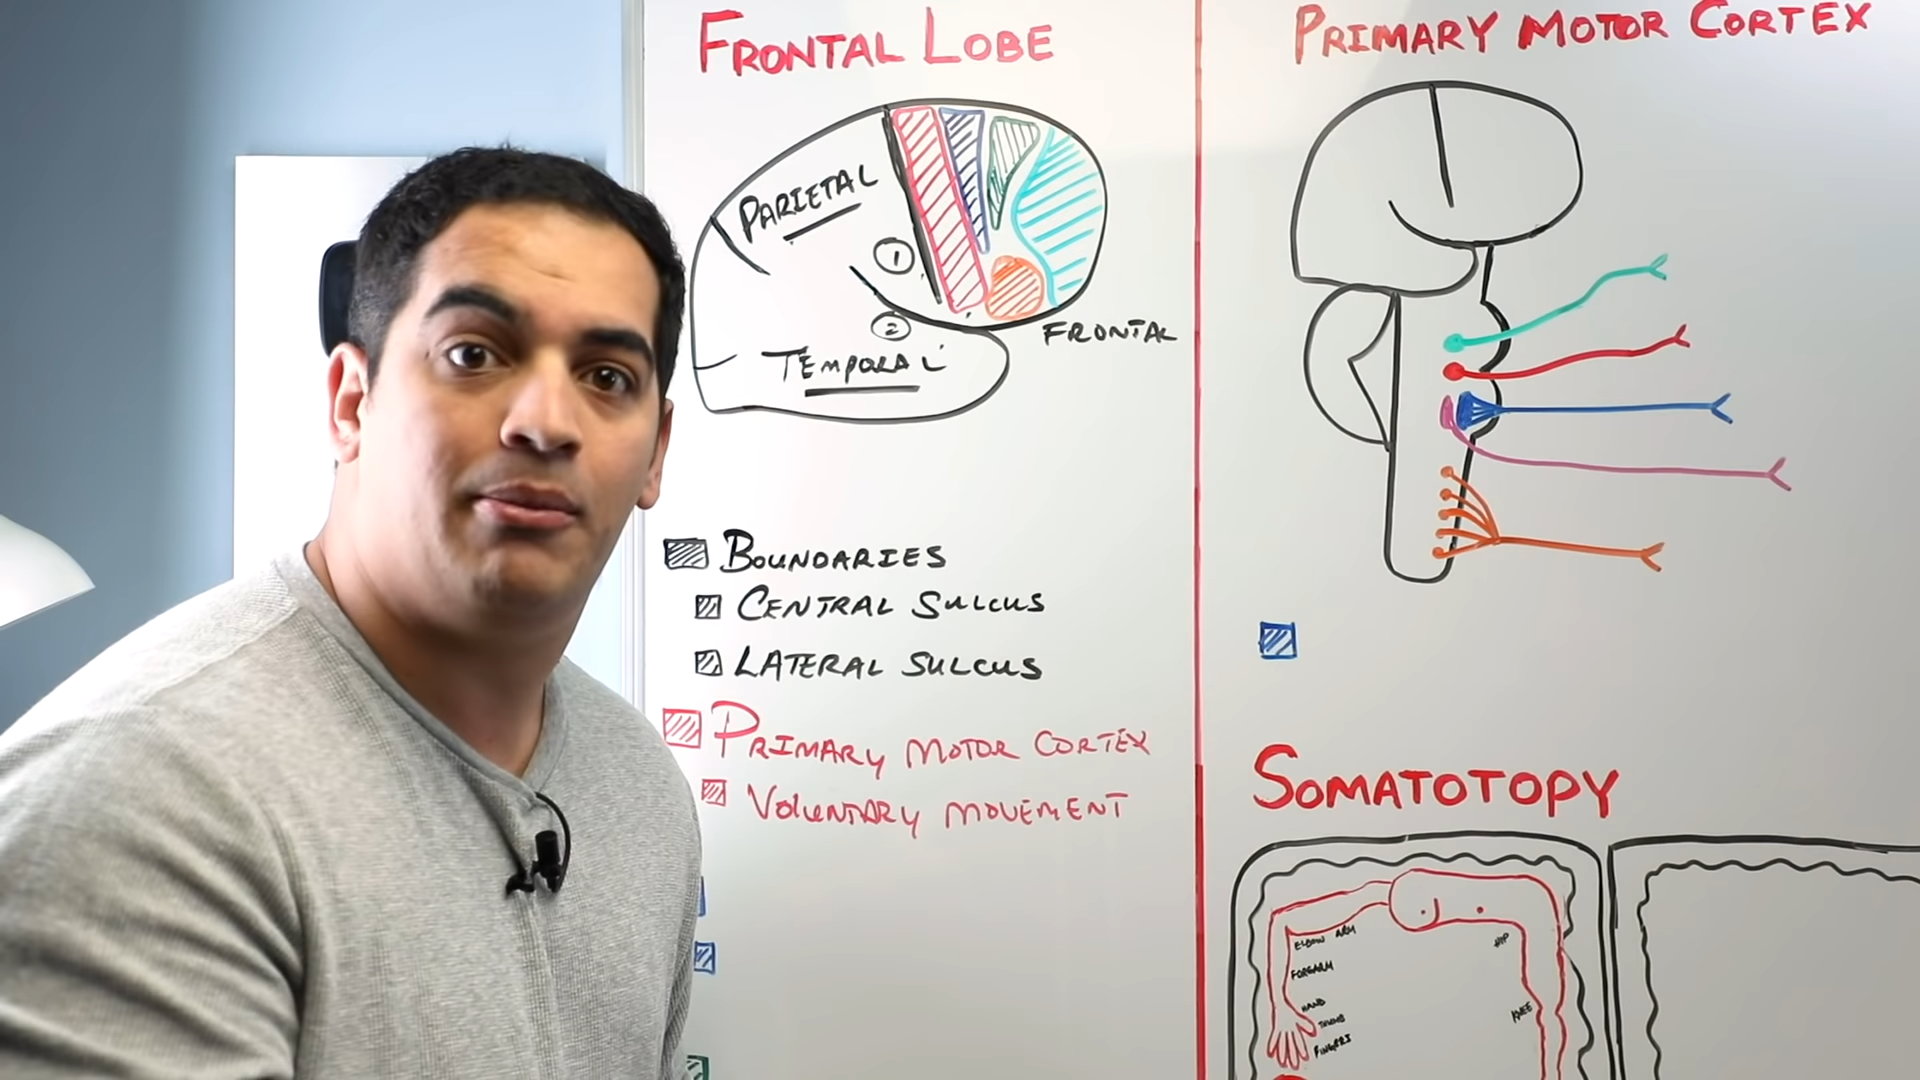 FRONTAL LOBE
PARIETAL
1
2
TEMPORAL
FRONTAL
BOUNDARIES
CENTRAL SULCUS
LATERAL SULCUS
PRIMARY MOTOR CORTEX
VOLUNTARY MOVEMENT
PRIMARY MOTOR CORTEX
SOMATOTOPY
ELBOW ARM
HIP
FOREARM
HAND
THUMB
FINGERS
KNEE